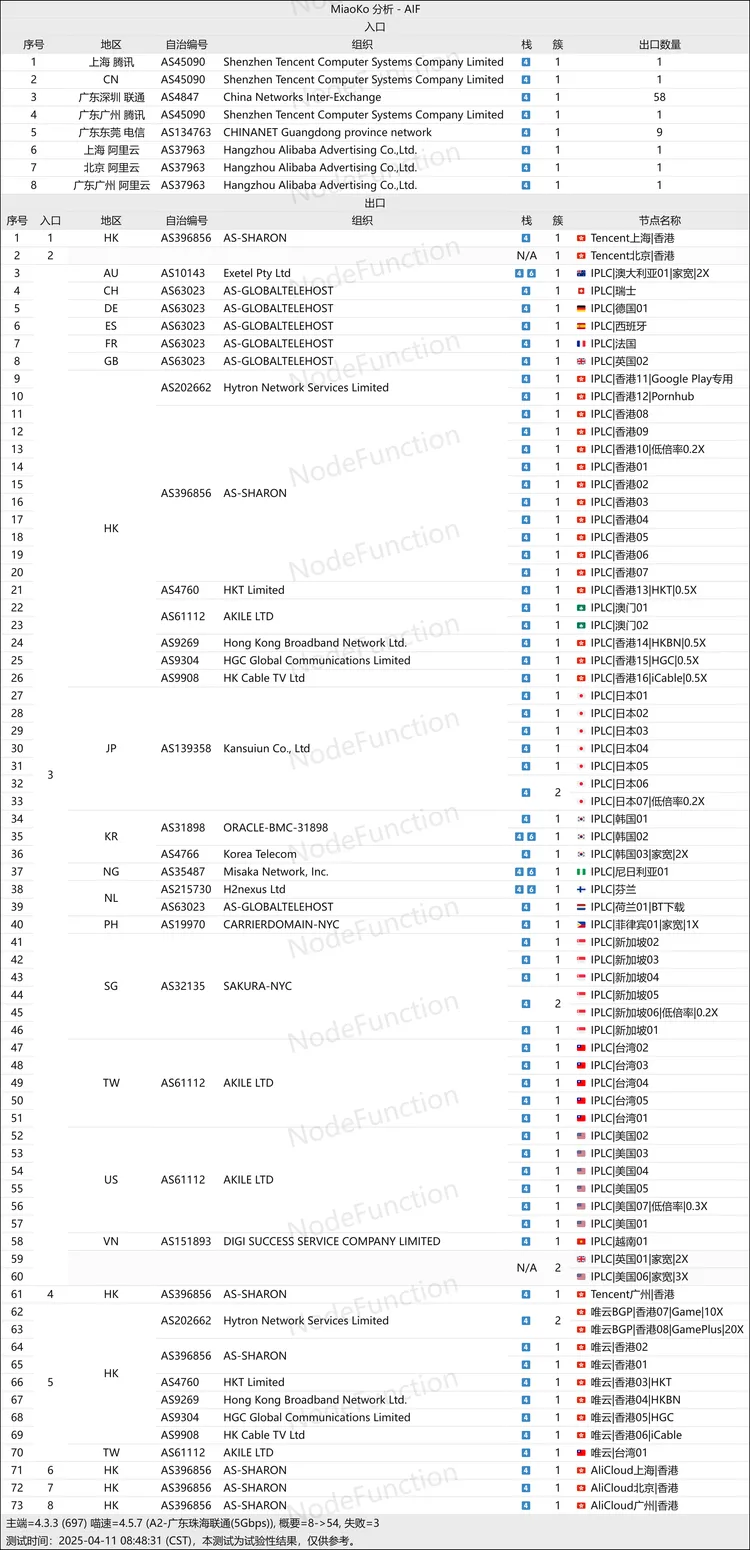 MiaoKo 分析 - AIF
入口
序号 地区 自治编号 组织 栈 簇 出口数量
1 上海 腾讯 AS45090 Shenzhen Tencent Computer Systems Company Limited 4 1 1
2 CN AS45090 Shenzhen Tencent Computer Systems Company Limited 4 1 1
3 广东深圳 联通 AS4847 China Networks Inter-Exchange 4 1 58
4 广东广州 腾讯 AS45090 Shenzhen Tencent Computer Systems Company Limited 4 1 1
5 广东东莞 电信 AS134763 CHINANET Guangdong province network 4 1 9
6 上海 阿里云 AS37963 Hangzhou Alibaba Advertising Co.,Ltd. 4 1 1
7 北京 阿里云 AS37963 Hangzhou Alibaba Advertising Co.,Ltd. 4 1 1
8 广东广州 阿里云 AS37963 Hangzhou Alibaba Advertising Co.,Ltd. 4 1 1
出口
序号 入口 地区 自治编号 组织 栈 簇 节点名称
1 1 HK AS396856 AS-SHARON 4 1 Tencent上海|香港
2 2 N/A 1 Tencent北京|香港
3 AU AS10143 Exetel Pty Ltd 4 6 1 IPLC|澳大利亚01|家宽|2X
4 CH AS63023 AS-GLOBALTELEHOST 4 1 IPLC|瑞士
5 DE AS63023 AS-GLOBALTELEHOST 4 1 IPLC|德国01
6 ES AS63023 AS-GLOBALTELEHOST 4 1 IPLC|西班牙
7 FR AS63023 AS-GLOBALTELEHOST 4 1 IPLC|法国
8 GB AS63023 AS-GLOBALTELEHOST 4 1 IPLC|英国02
9 AS202662 Hytron Network Services Limited 4 1 IPLC|香港11|Google Play专用
10 4 1 IPLC|香港12|Pornhub
11 4 1 IPLC|香港08
12 4 1 IPLC|香港09
13 4 1 IPLC|香港10|低倍率0.2X
14 4 1 IPLC|香港01
15 AS396856 AS-SHARON 4 1 IPLC|香港02
16 4 1 IPLC|香港03
17 HK 4 1 IPLC|香港04
18 4 1 IPLC|香港05
19 4 1 IPLC|香港06
20 4 1 IPLC|香港07
21 AS4760 HKT Limited 4 1 IPLC|香港13|HKT|0.5X
22 AS61112 AKILE LTD 4 1 IPLC|澳门01
23 4 1 IPLC|澳门02
24 AS9269 Hong Kong Broadband Network Ltd. 4 1 IPLC|香港14|HKBN|0.5X
25 AS9304 HGC Global Communications Limited 4 1 IPLC|香港15|HGC|0.5X
26 AS9908 HK Cable TV Ltd 4 1 IPLC|香港16|iCable|0.5X
27 4 1 IPLC|日本01
28 4 1 IPLC|日本02
29 4 1 IPLC|日本03
30 JP AS139358 Kansuiun Co., Ltd 4 1 IPLC|日本04
31 3 4 1 IPLC|日本05
32 4 2 IPLC|日本06
33 IPLC|日本07|低倍率0.2X
34 KR AS31898 ORACLE-BMC-31898 4 1 IPLC|韩国01
35 4 6 1 IPLC|韩国02
36 AS4766 Korea Telecom 4 1 IPLC|韩国03|家宽|2X
37 NG AS35487 Misaka Network, Inc. 4 6 1 IPLC|尼日利亚01
38 NL AS215730 H2nexus Ltd 4 6 1 IPLC|芬兰
39 AS63023 AS-GLOBALTELEHOST 4 1 IPLC|荷兰01|BT下载
40 PH AS19970 CARRIERDOMAIN-NYC 4 1 IPLC|菲律宾01|家宽|1X
41 4 1 IPLC|新加坡02
42 4 1 IPLC|新加坡03
43 SG AS32135 SAKURA-NYC 4 1 IPLC|新加坡04
44 4 2 IPLC|新加坡05
45 IPLC|新加坡06|低倍率|0.2X
46 4 1 IPLC|新加坡01
47 4 1 IPLC|台湾02
48 4 1 IPLC|台湾03
49 TW AS61112 AKILE LTD 4 1 IPLC|台湾04
50 4 1 IPLC|台湾05
51 4 1 IPLC|台湾01
52 4 1 IPLC|美国02
53 4 1 IPLC|美国03
54 US AS61112 AKILE LTD 4 1 IPLC|美国04
55 4 1 IPLC|美国05
56 4 1 IPLC|美国07|低倍率|0.3X
57 4 1 IPLC|美国01
58 VN AS151893 DIGI SUCCESS SERVICE COMPANY LIMITED 4 1 IPLC|越南01
59 N/A 2 IPLC|英国01|家宽|2X
60 IPLC|美国06|家宽|3X
61 4 HK AS396856 AS-SHARON 4 1 Tencent广州|香港
62 AS202662 Hytron Network Services Limited 4 2 唯云BGP|香港07|Game|10X
63 唯云BGP|香港08|GamePlus|20X
64 AS396856 AS-SHARON 4 1 唯云|香港02
65 HK 4 1 唯云|香港01
66 5 AS4760 HKT Limited 4 1 唯云|香港03|HKT
67 AS9269 Hong Kong Broadband Network Ltd. 4 1 唯云|香港04|HKBN
68 AS9304 HGC Global Communications Limited 4 1 唯云|香港05|HGC
69 AS9908 HK Cable TV Ltd 4 1 唯云|香港06|iCable
70 TW AS61112 AKILE LTD 4 1 唯云|台湾01
71 6 HK AS396856 AS-SHARON 4 1 AliCloud上海|香港
72 7 HK AS396856 AS-SHARON 4 1 AliCloud北京|香港
73 8 HK AS396856 AS-SHARON 4 1 AliCloud广州|香港
主端=4.3.3 (697) 喵速=4.5.7 (A2-广东珠海联通(5Gbps)), 概要=8->54, 失败=3
测试时间：2025-04-11 08:48:31 (CST)，本测试为试验性结果，仅供参考。
NodeFunction